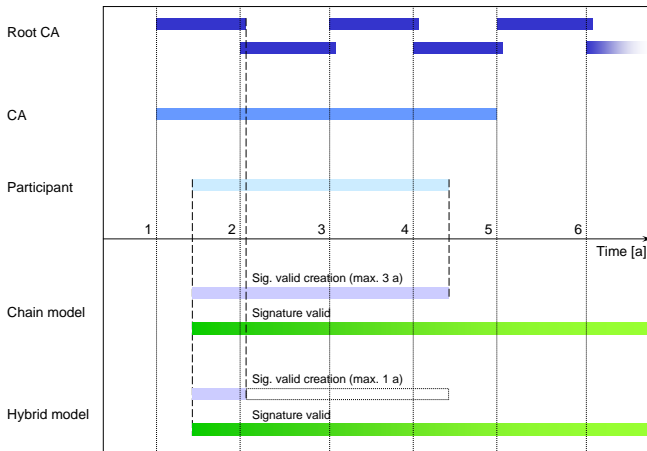 Root CA
CA
Participant
1 2 3 4 5 6
Time [a]
Sig. valid creation (max. 3 a)
Chain model
Signature valid
Sig. valid creation (max. 1 a)
Hybrid model
Signature valid